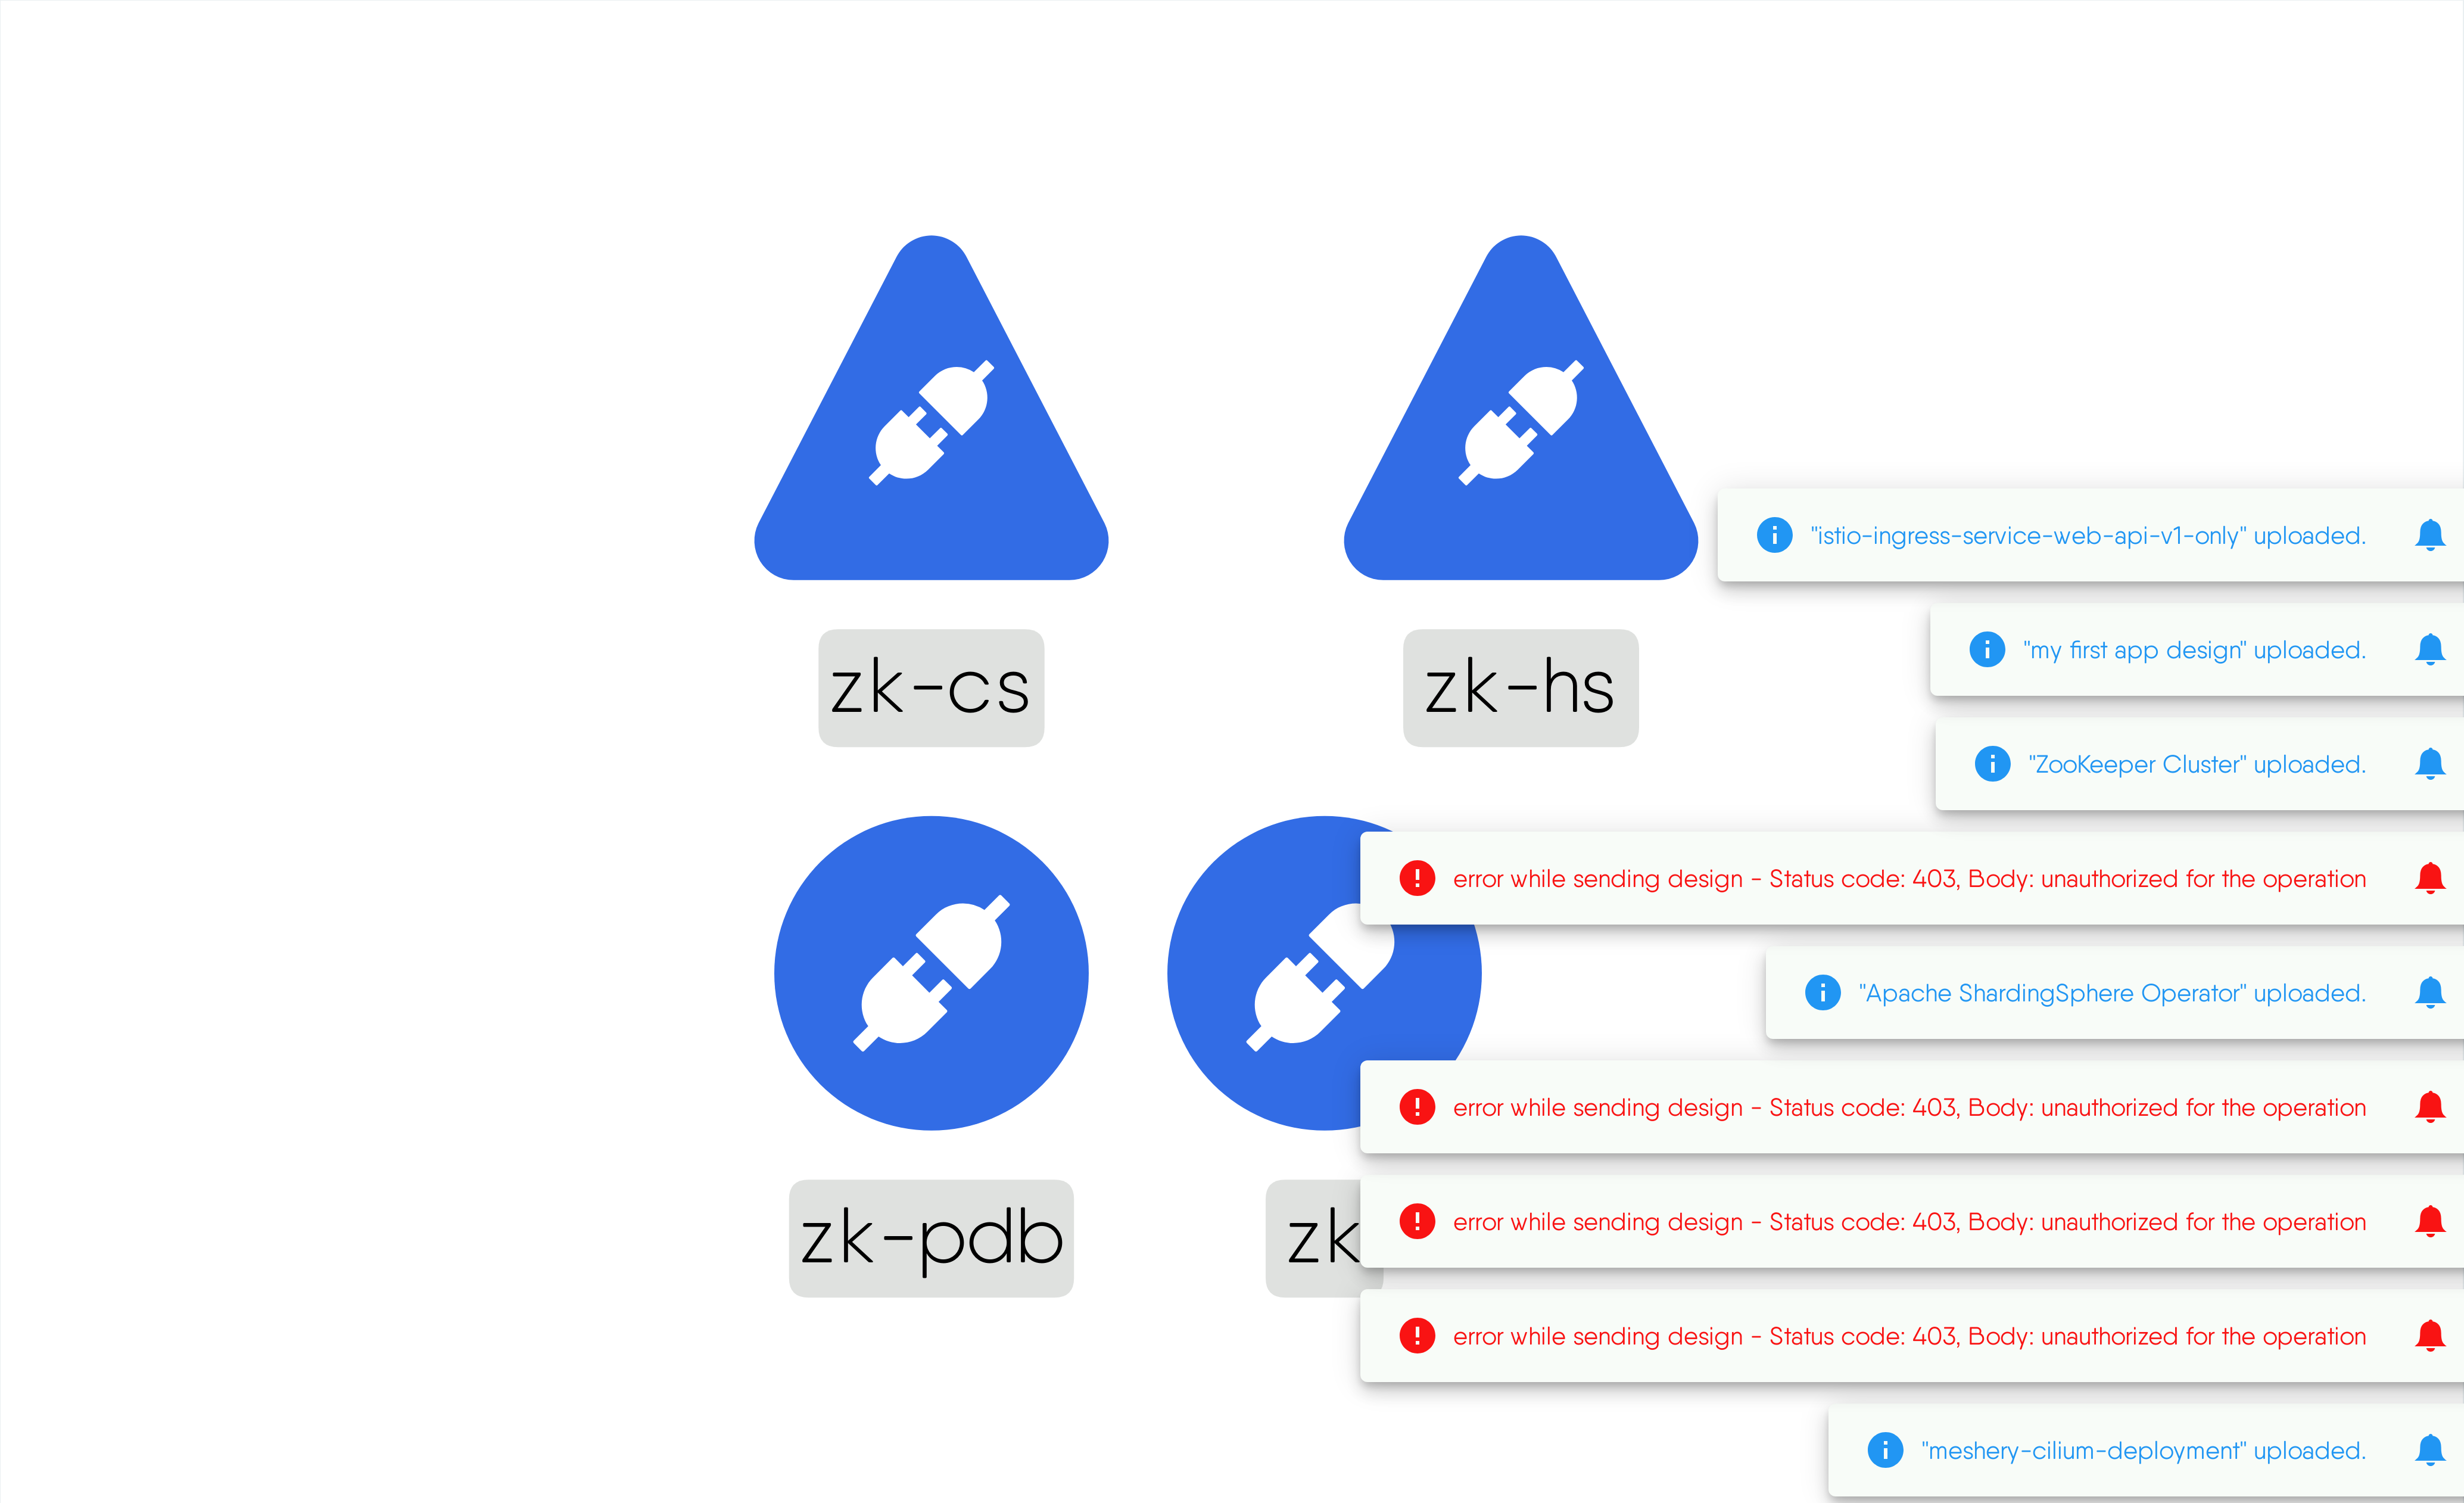 zk-cs
zk-hs
"istio-ingress-service-web-api-v1-only" uploaded.
"my first app design" uploaded.
"ZooKeeper Cluster" uploaded.
error while sending design - Status code: 403, Body: unauthorized for the operation
"Apache ShardingSphere Operator" uploaded.
error while sending design - Status code: 403, Body: unauthorized for the operation
zk-pdb
zk
error while sending design - Status code: 403, Body: unauthorized for the operation
error while sending design - Status code: 403, Body: unauthorized for the operation
"meshery-cilium-deployment" uploaded.